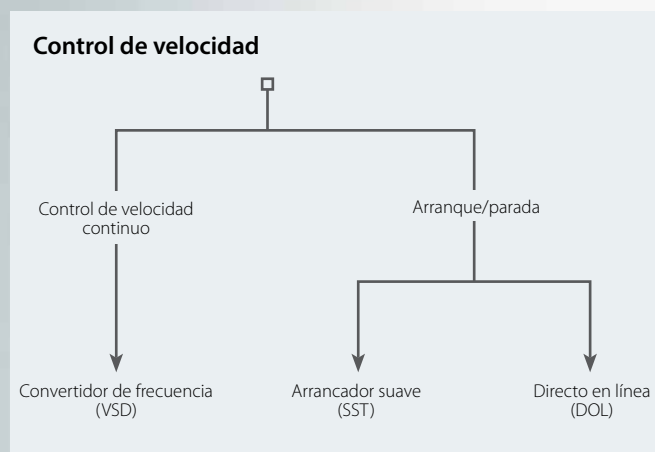 Control de velocidad
Control de velocidad
continuo
Arranque/parada
Convertidor de frecuencia
(VSD)
Arrancador suave
(SST)
Directo en línea
(DOL)